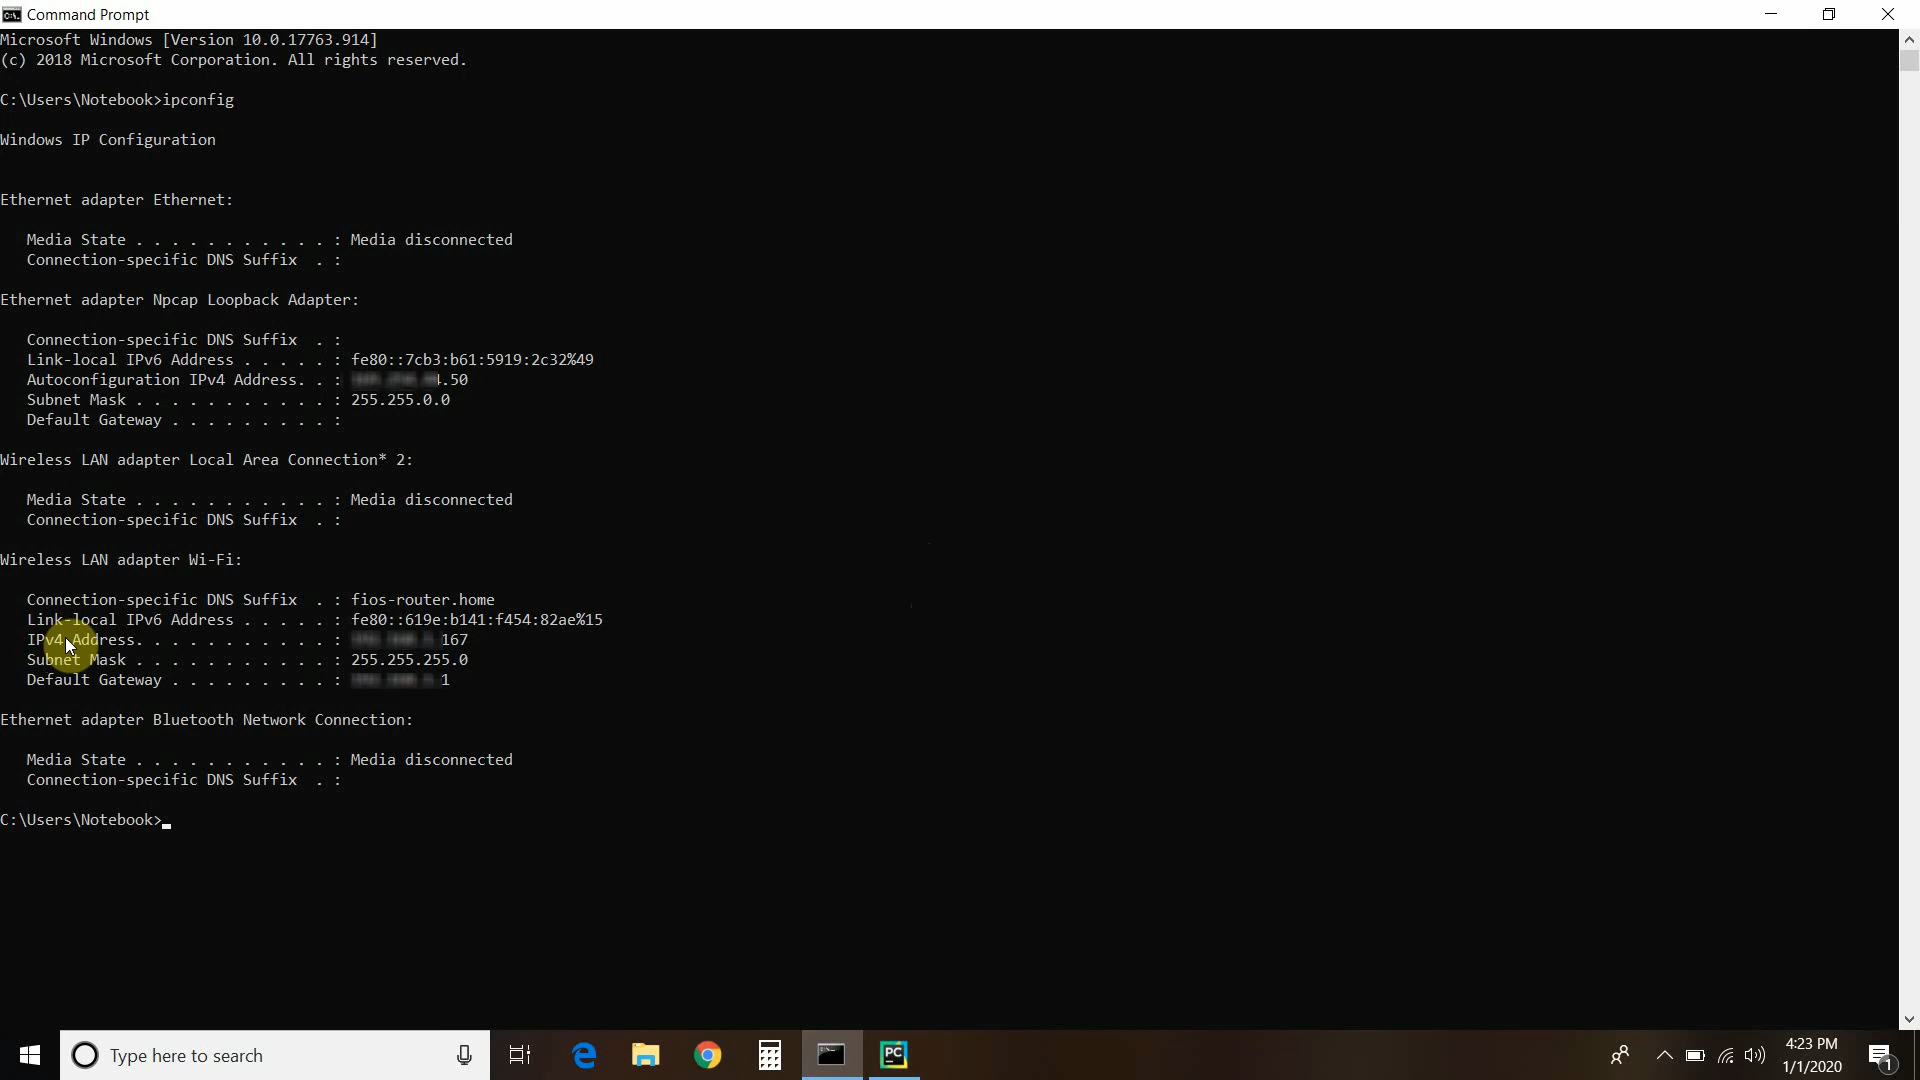 Command Prompt
Microsoft Windows [Version 10.0.17763.914]
(c) 2018 Microsoft Corporation. All rights reserved.
C:\Users\Notebook>ipconfig
Windows IP Configuration
Ethernet adapter Ethernet:
Media State . . . . . . . . . . . : Media disconnected
Connection-specific DNS Suffix  . :
Ethernet adapter Npcap Loopback Adapter:
Connection-specific DNS Suffix  . :
Link-local IPv6 Address . . . . . : fe80::7cb3:b61:5919:2c32%49
Autoconfiguration IPv4 Address. . : .50
Subnet Mask . . . . . . . . . . . : 255.255.0.0
Default Gateway . . . . . . . . . :
Wireless LAN adapter Local Area Connection* 2:
Media State . . . . . . . . . . . : Media disconnected
Connection-specific DNS Suffix  . :
Wireless LAN adapter Wi-Fi:
Connection-specific DNS Suffix  . : fios-router.home
Link-local IPv6 Address . . . . . : fe80::619e:b141:f454:82ae%15
IPv4 Address. . . . . . . . . . . : 167
Subnet Mask . . . . . . . . . . . : 255.255.255.0
Default Gateway . . . . . . . . . : 1
Ethernet adapter Bluetooth Network Connection:
Media State . . . . . . . . . . . : Media disconnected
Connection-specific DNS Suffix  . :
C:\Users\Notebook>
Type here to search
PC
4:23 PM
1/1/2020
1